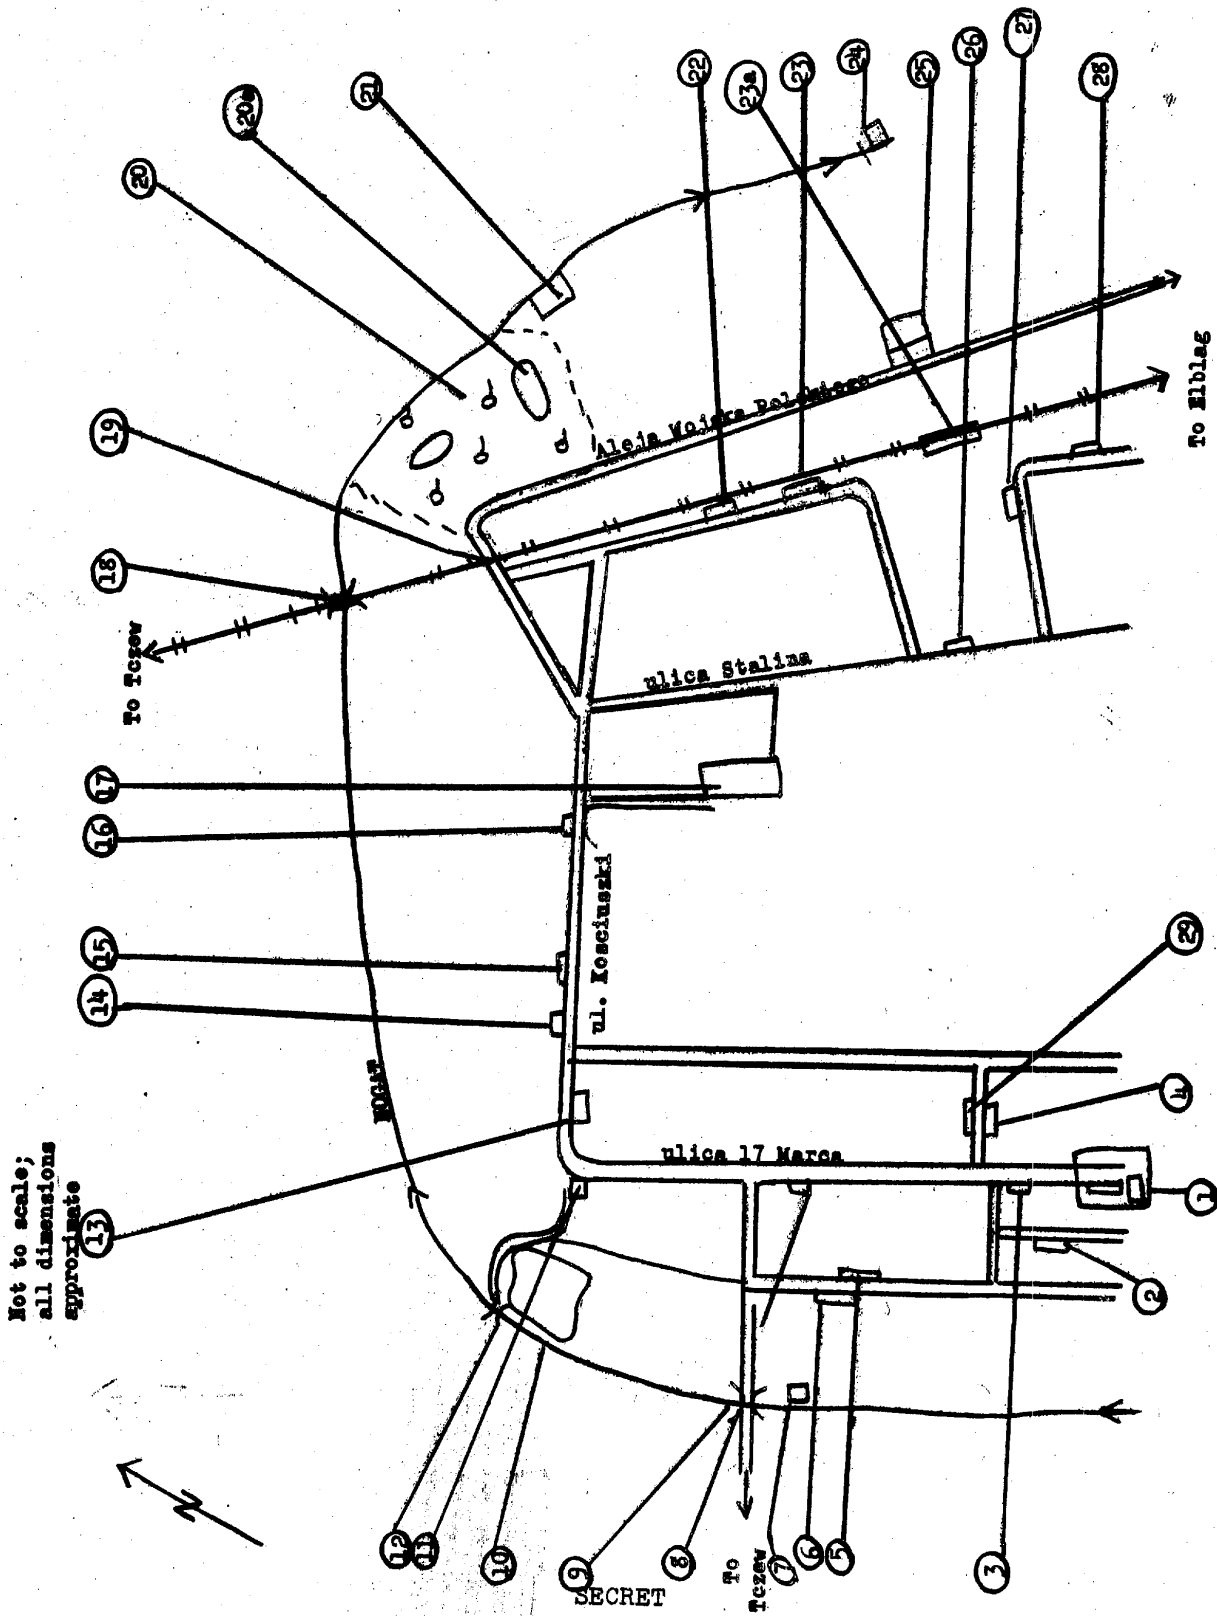 Not to scale;
all dimensions
approximate
N
To Tczew
NOGAT
Aleja Wojska Polskiego
To Elblag
ulica Stalina
ul. Kosciuszki
ulica 17 Marca
To
Tczew
SECRET
1
2
3
4
5
6
7
8
9
10
11
12
13
14
15
16
17
18
19
20
20a
21
22
23a
23
24
25
26
27
28
29